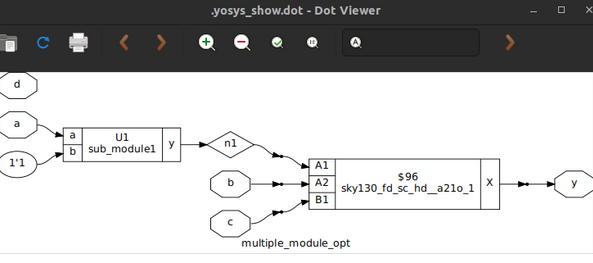 .yosys_show.dot - Dot Viewer
d
a
1'1
a
b
U1
sub_module1
y
n1
b
c
A1
A2
B1
$96
sky130_fd_sc_hd__a21o_1
X
y
multiple_module_opt